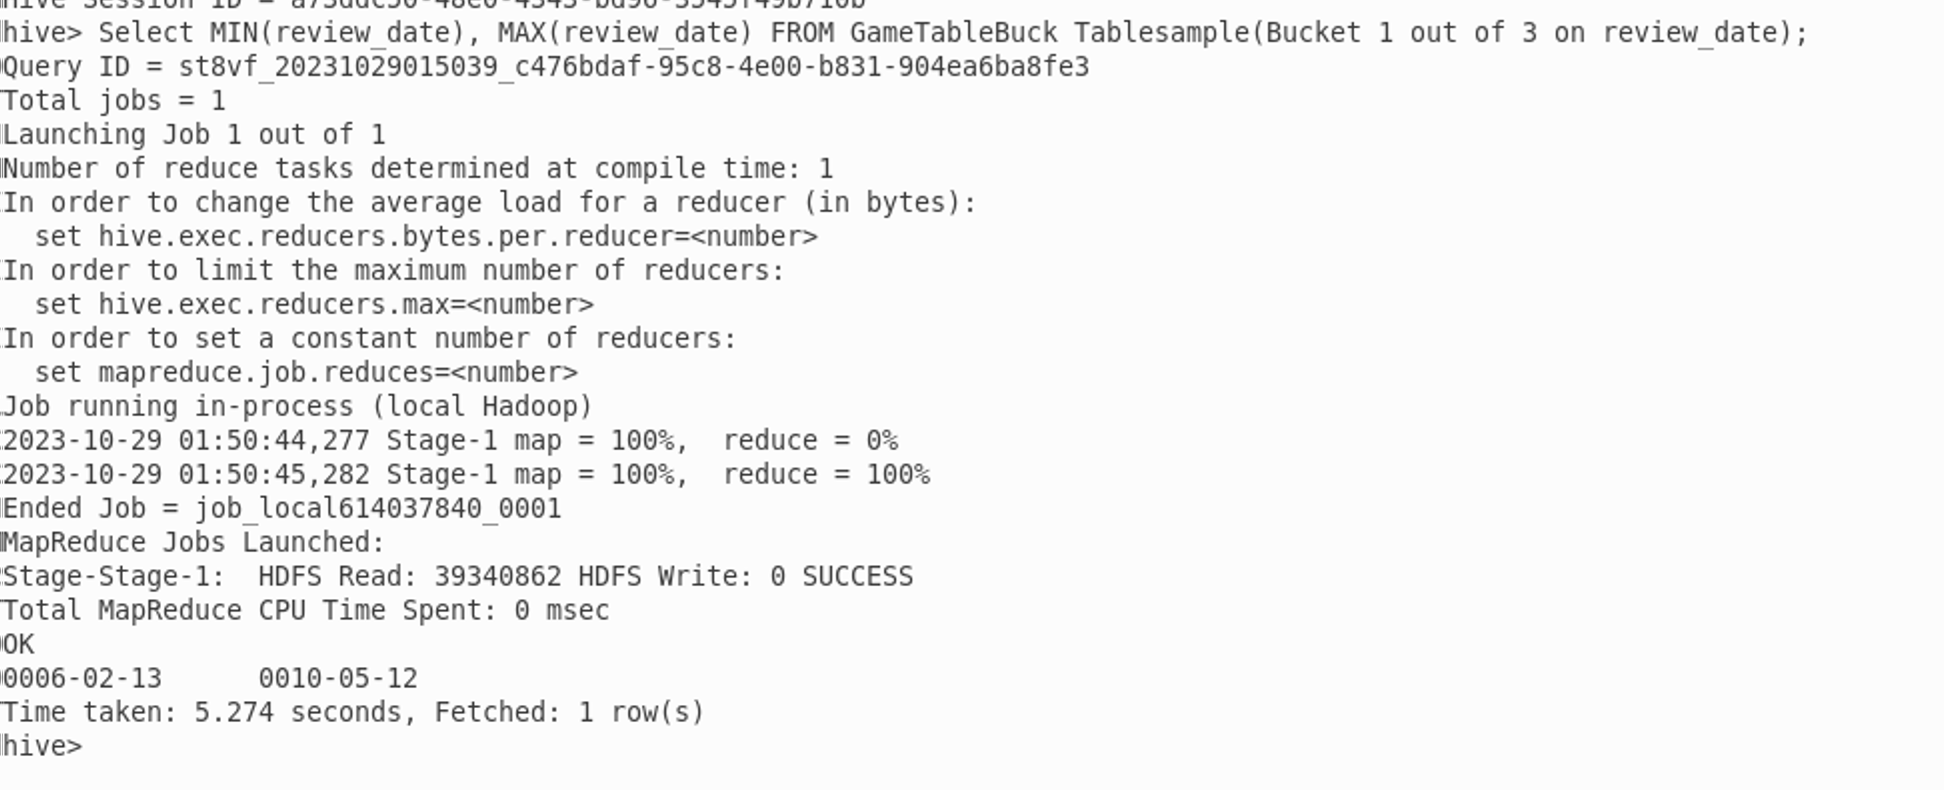 hive> Select MIN(review_date), MAX(review_date) FROM GameTableBuck Tablesample(Bucket 1 out of 3 on review_date);
Query ID = st8vf_20231029015039_c476bdaf-95c8-4e00-b831-904ea6ba8fe3
Total jobs = 1
Launching Job 1 out of 1
Number of reduce tasks determined at compile time: 1
In order to change the average load for a reducer (in bytes):
  set hive.exec.reducers.bytes.per.reducer=<number>
In order to limit the maximum number of reducers:
  set hive.exec.reducers.max=<number>
In order to set a constant number of reducers:
  set mapreduce.job.reduces=<number>
Job running in-process (local Hadoop)
2023-10-29 01:50:44,277 Stage-1 map = 100%,  reduce = 0%
2023-10-29 01:50:45,282 Stage-1 map = 100%,  reduce = 100%
Ended Job = job_local614037840_0001
MapReduce Jobs Launched:
Stage-Stage-1:  HDFS Read: 39340862 HDFS Write: 0 SUCCESS
Total MapReduce CPU Time Spent: 0 msec
OK
0006-02-13      0010-05-12
Time taken: 5.274 seconds, Fetched: 1 row(s)
hive>